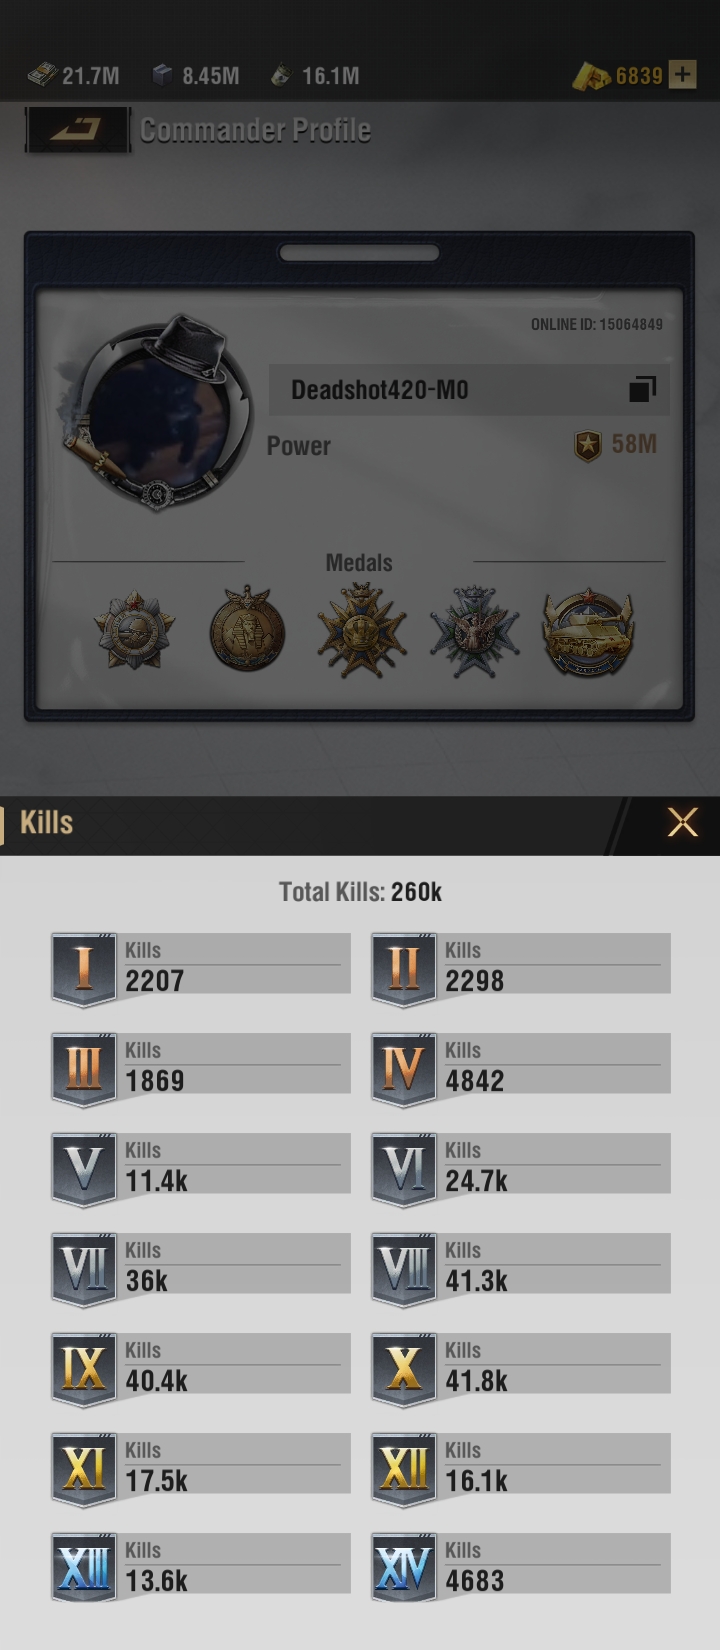 21.7M 8.45M 16.1M 6839
Commander Profile
ONLINE ID: 15064849
Deadshot420-M0
Power 58M
Medals
Kills
Total Kills: 260k
I Kills 2207
II Kills 2298
III Kills 1869
IV Kills 4842
V Kills 11.4k
VI Kills 24.7k
VII Kills 36k
VIII Kills 41.3k
IX Kills 40.4k
X Kills 41.8k
XI Kills 17.5k
XII Kills 16.1k
XIII Kills 13.6k
XIV Kills 4683